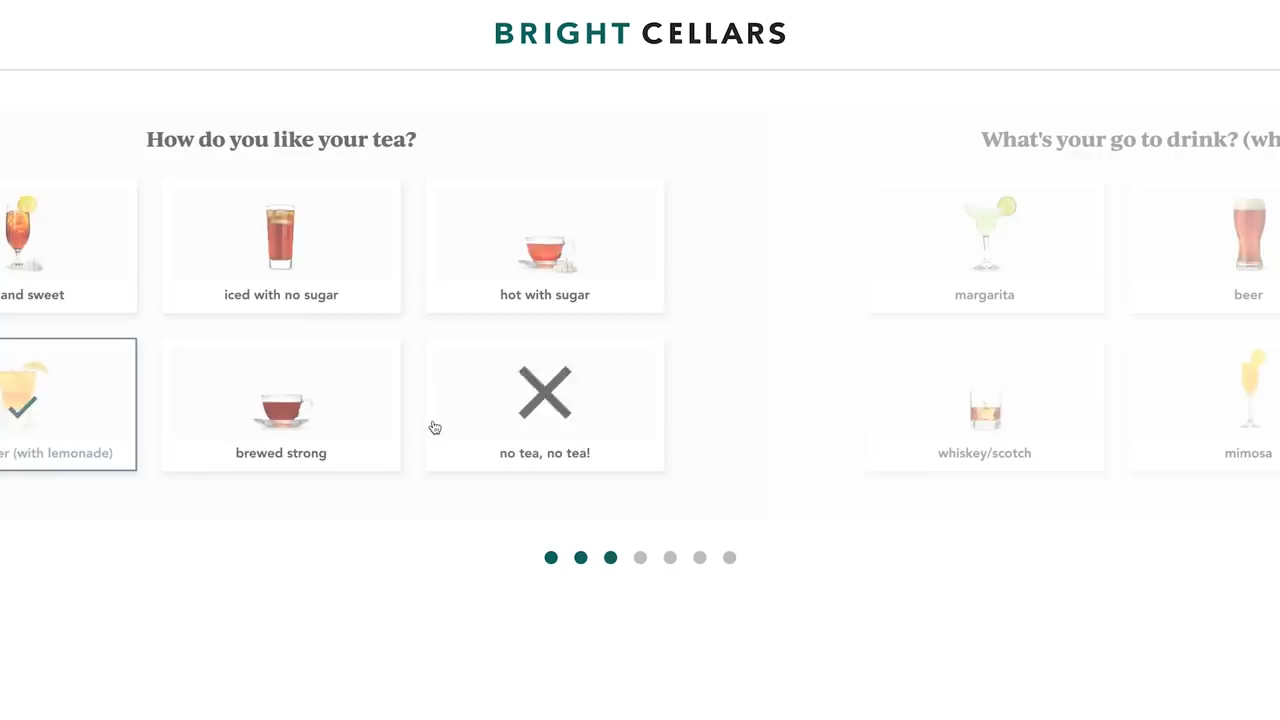 BRIGHT CELLARS
How do you like your tea?
and sweet
iced with no sugar
hot with sugar
(with lemonade)
brewed strong
no tea, no tea!
What's your go to drink? (wh
margarita
beer
whiskey/scotch
mimosa